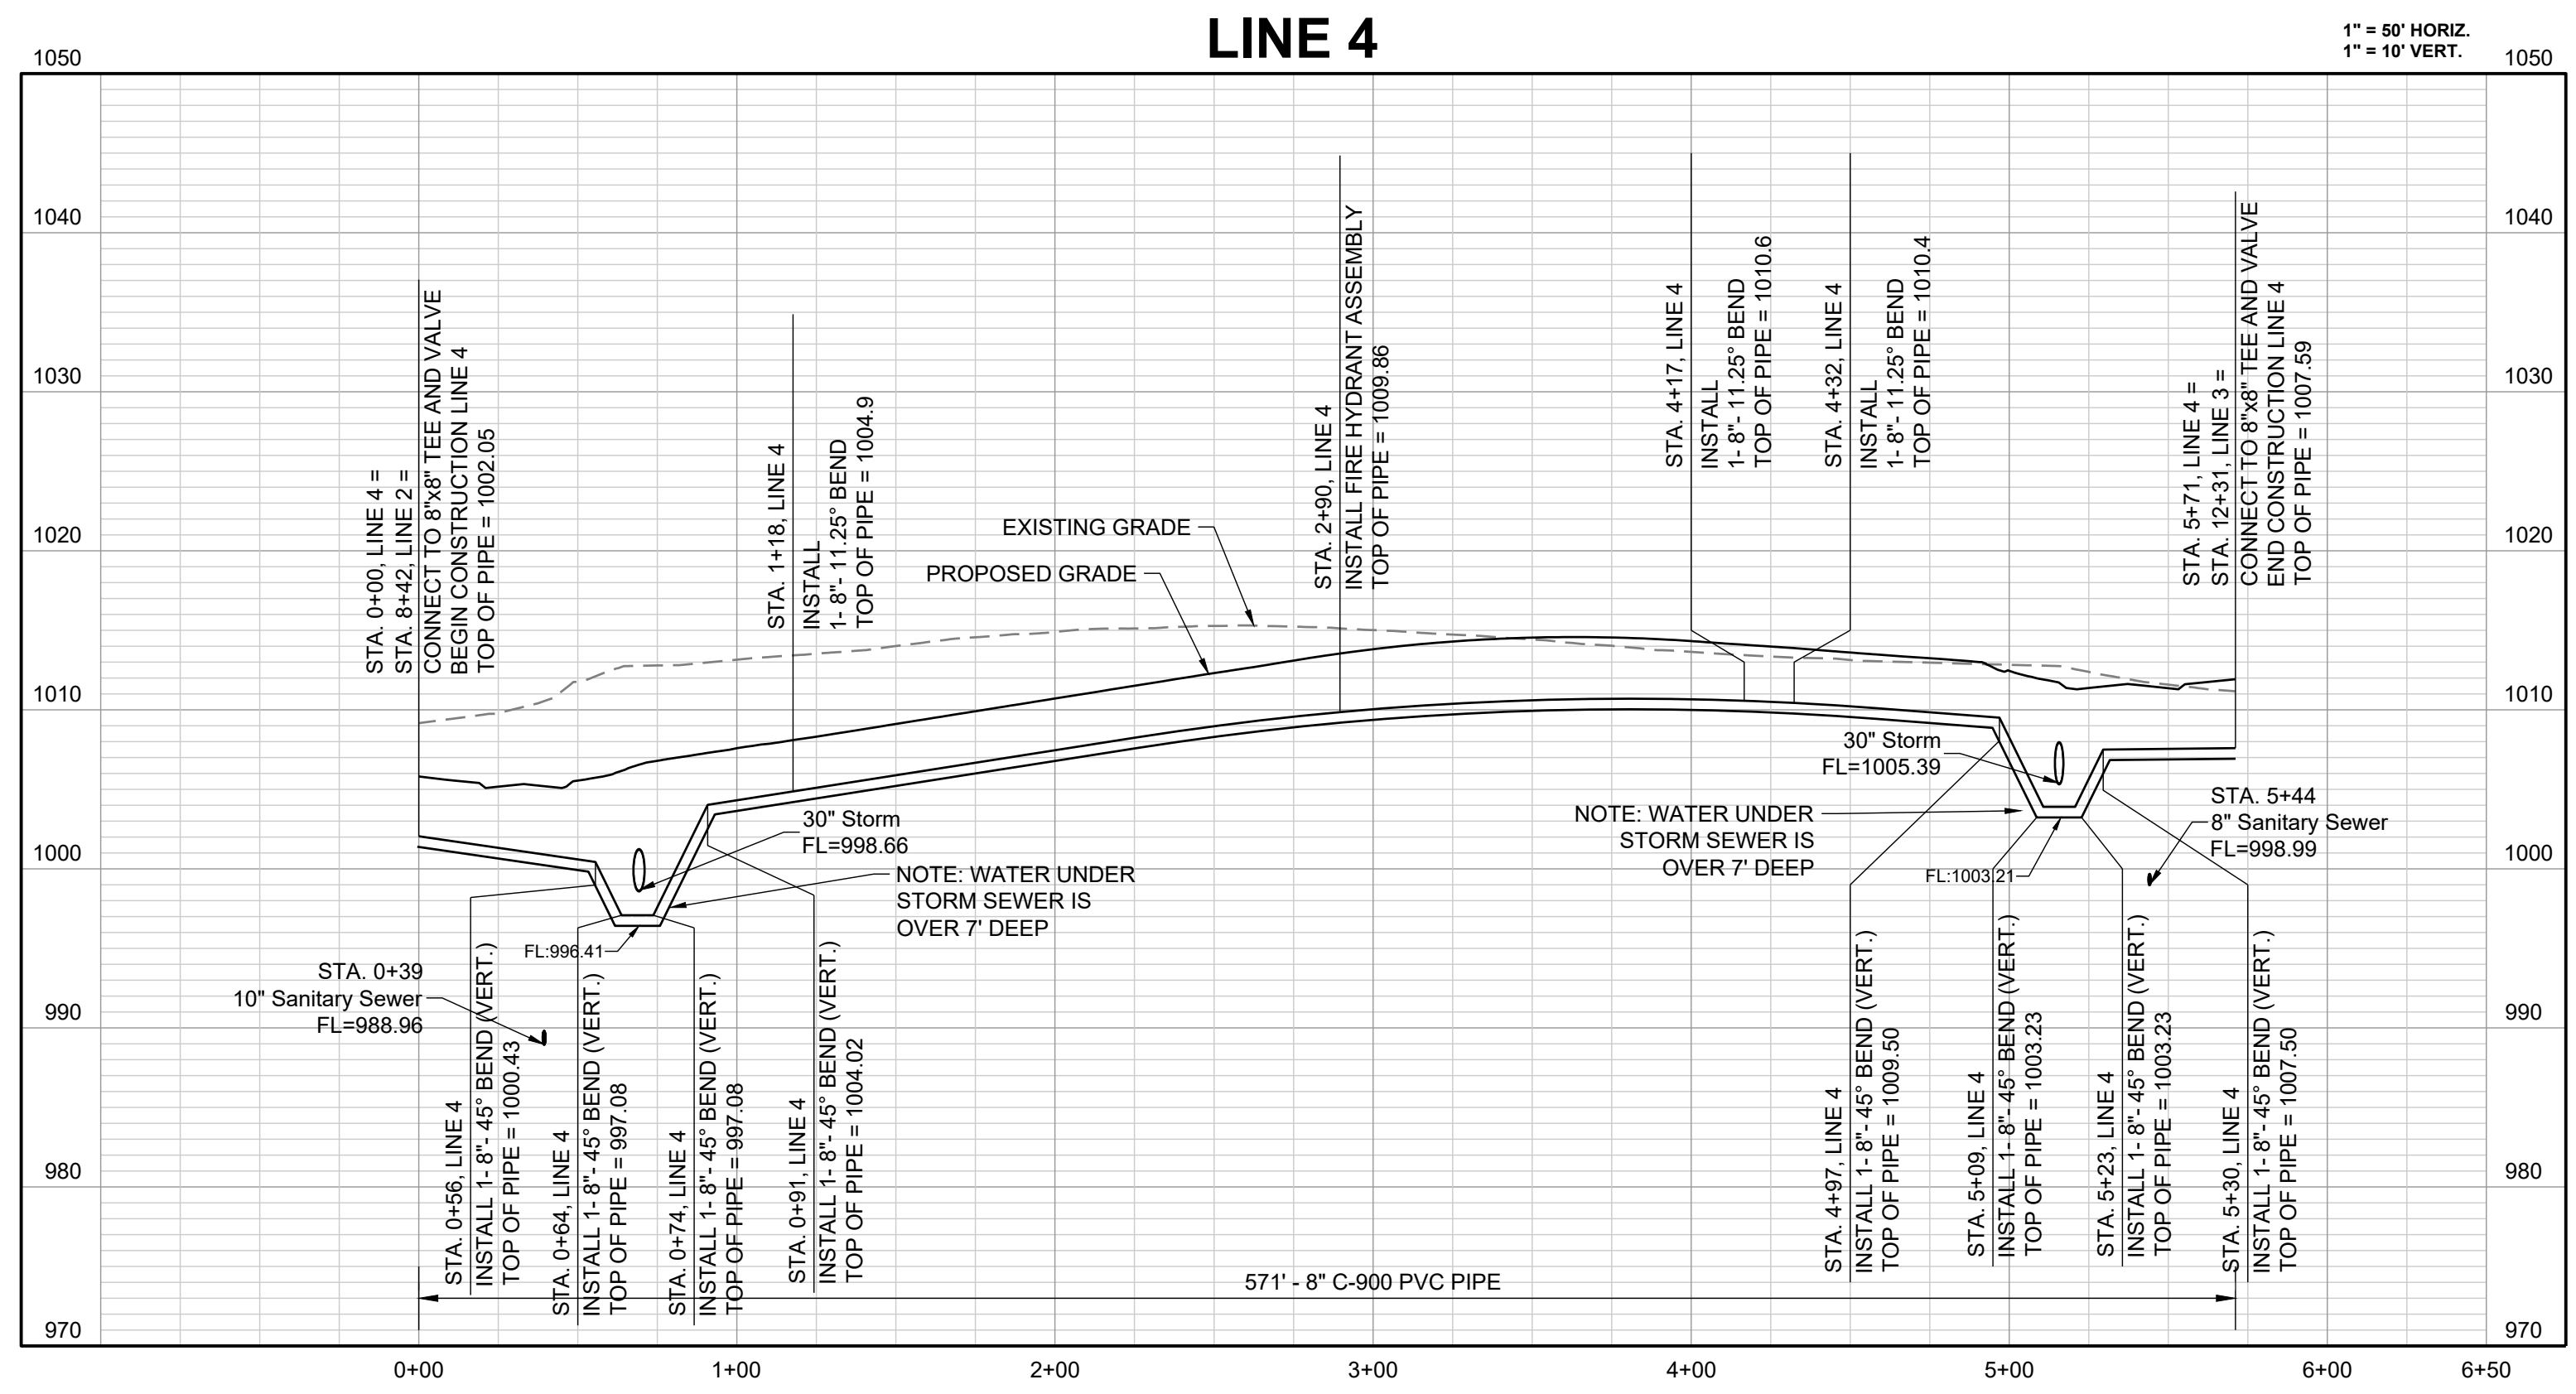 LINE 4
1" = 50' HORIZ.
1" = 10' VERT.
1050
1040
1030
1020
1010
1000
990
980
970
1050
1040
1030
1020
1010
1000
990
980
970
STA. 0+00, LINE 4 =
STA. 8+42, LINE 2 =
CONNECT TO 8"x8" TEE AND VALVE
BEGIN CONSTRUCTION LINE 4
TOP OF PIPE = 1002.05
STA. 1+18, LINE 4
INSTALL
1- 8"- 11.25° BEND
TOP OF PIPE = 1004.9
EXISTING GRADE
PROPOSED GRADE
STA. 2+90, LINE 4
INSTALL FIRE HYDRANT ASSEMBLY
TOP OF PIPE = 1009.86
STA. 4+17, LINE 4
INSTALL
1- 8"- 11.25° BEND
TOP OF PIPE = 1010.6
STA. 4+32, LINE 4
INSTALL
1- 8"- 11.25° BEND
TOP OF PIPE = 1010.4
STA. 5+71, LINE 4 =
STA. 12+31, LINE 3 =
CONNECT TO 8"x8" TEE AND VALVE
END CONSTRUCTION LINE 4
TOP OF PIPE = 1007.59
30" Storm
FL=998.66
NOTE: WATER UNDER
STORM SEWER IS
OVER 7' DEEP
FL:996.41
STA. 0+39
10" Sanitary Sewer
FL=988.96
30" Storm
FL=1005.39
NOTE: WATER UNDER
STORM SEWER IS
OVER 7' DEEP
FL:1003.21
STA. 5+44
8" Sanitary Sewer
FL=998.99
STA. 0+56, LINE 4
INSTALL 1- 8"- 45° BEND (VERT.)
TOP OF PIPE = 1000.43
STA. 0+64, LINE 4
INSTALL 1- 8"- 45° BEND (VERT.)
TOP OF PIPE = 997.08
STA. 0+74, LINE 4
INSTALL 1- 8"- 45° BEND (VERT.)
TOP OF PIPE = 997.08
STA. 0+91, LINE 4
INSTALL 1- 8"- 45° BEND (VERT.)
TOP OF PIPE = 1004.02
STA. 4+97, LINE 4
INSTALL 1- 8"- 45° BEND (VERT.)
TOP OF PIPE = 1009.50
STA. 5+09, LINE 4
INSTALL 1- 8"- 45° BEND (VERT.)
TOP OF PIPE = 1003.23
STA. 5+23, LINE 4
INSTALL 1- 8"- 45° BEND (VERT.)
TOP OF PIPE = 1003.23
STA. 5+30, LINE 4
INSTALL 1- 8"- 45° BEND (VERT.)
TOP OF PIPE = 1007.50
571' - 8" C-900 PVC PIPE
0+00
1+00
2+00
3+00
4+00
5+00
6+00
6+50